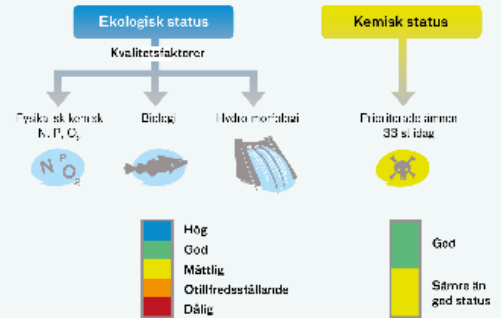 Ekologisk status
Kemisk status
Kvalitetsfaktorer
Fysikalisk kemisk
N, P, O₂
Biologi
Hydromorfologi
Prioriterade ämnen
33 st idag
N P O₂
Hög
God
Måttlig
Otillfredsställande
Dålig
God
Sämre än
god status